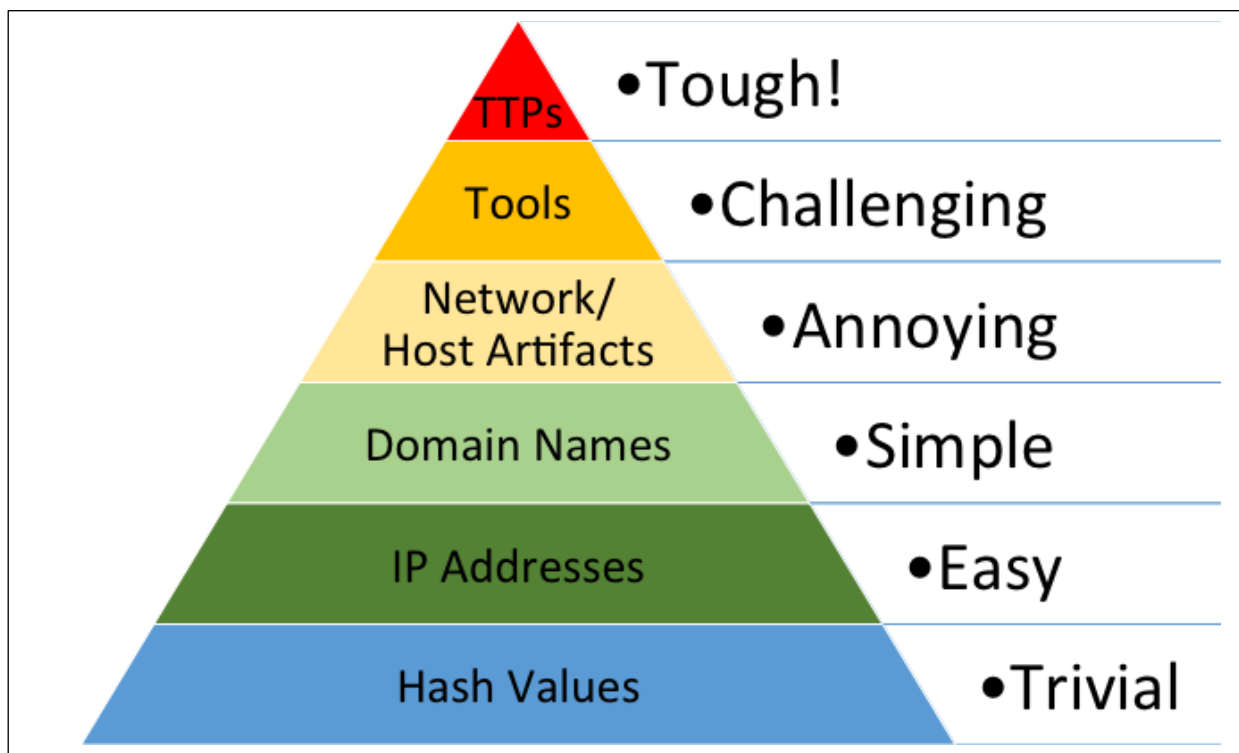 TTPs
•Tough!
Tools
•Challenging
Network/
Host Artifacts
•Annoying
Domain Names
•Simple
IP Addresses
•Easy
Hash Values
•Trivial